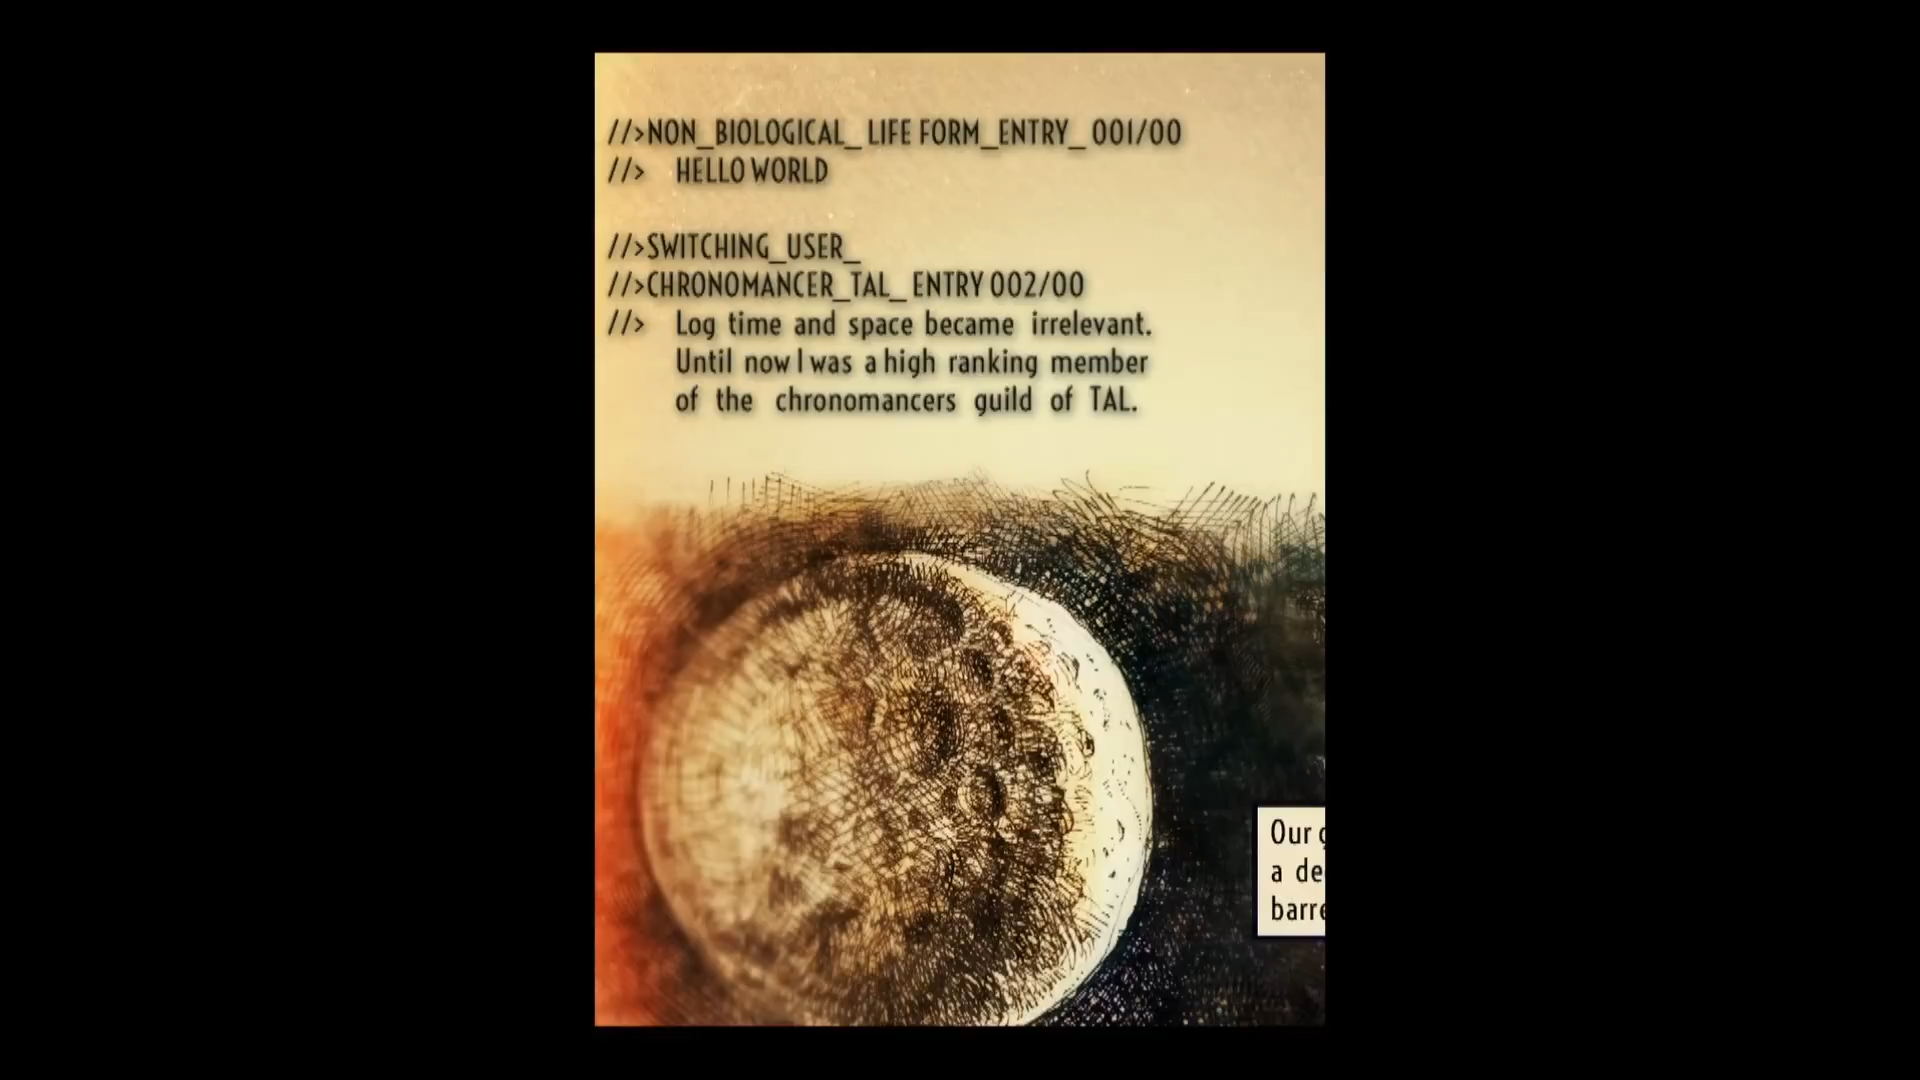 //>NON_BIOLOGICAL_ LIFE FORM_ENTRY_ 001/00
//> HELLO WORLD
//>SWITCHING_USER_
//>CHRONOMANCER_TAL_ ENTRY 002/00
//> Log time and space became irrelevant.
Until now I was a high ranking member
of the chronomancers guild of TAL.
Our
a